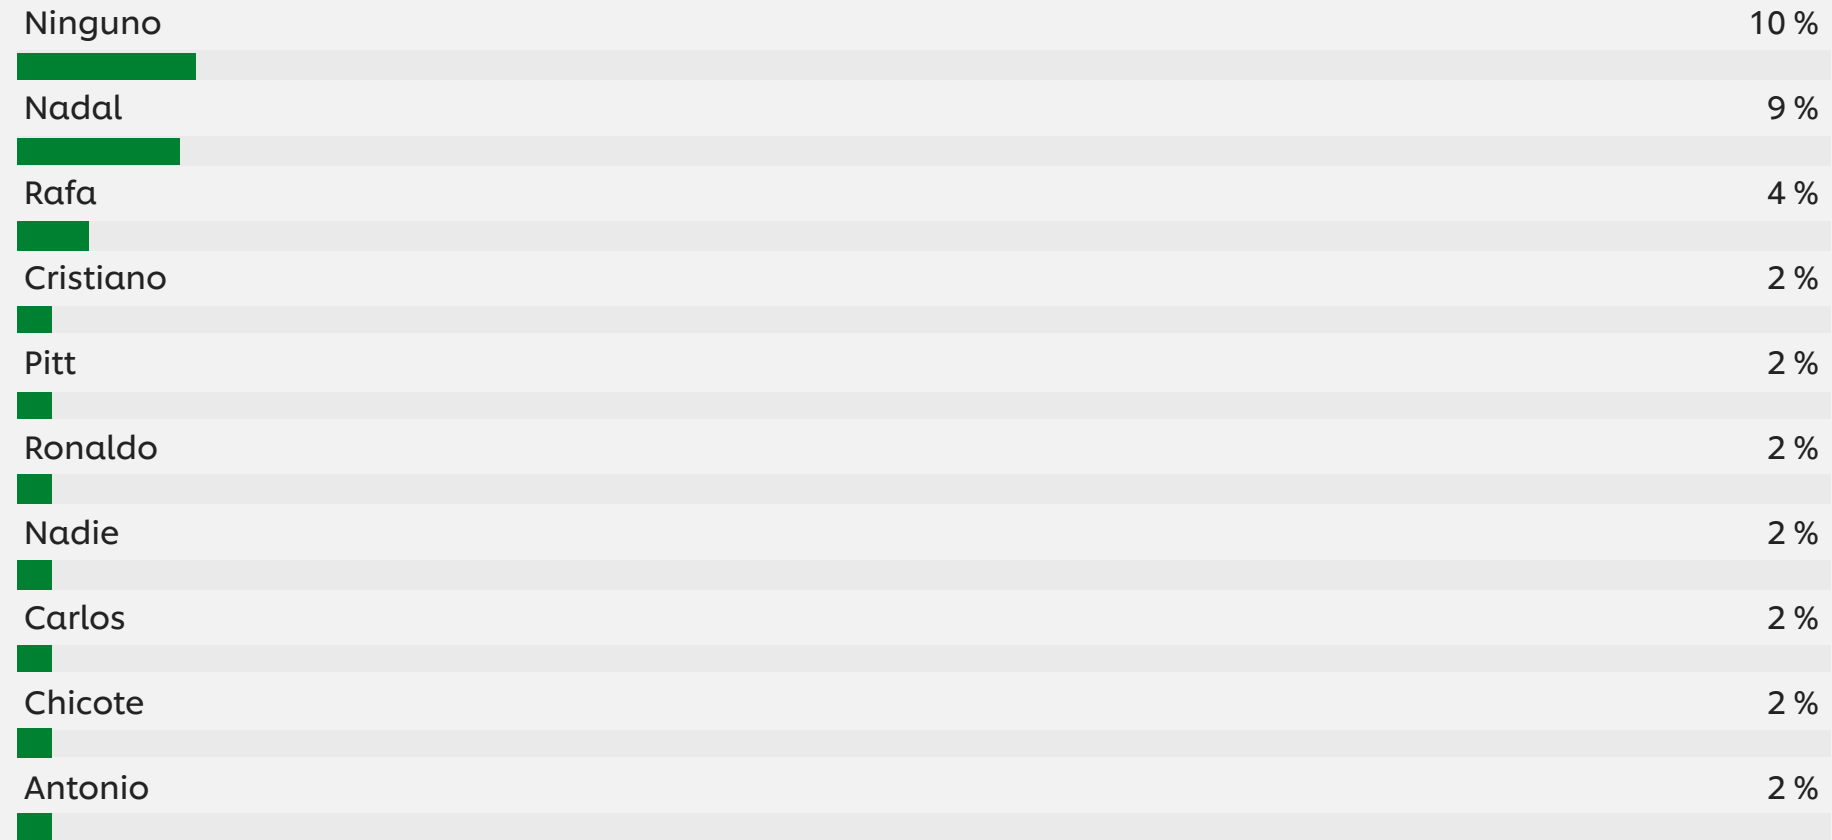 Ninguno 10 %
Nadal 9 %
Rafa 4 %
Cristiano 2 %
Pitt 2 %
Ronaldo 2 %
Nadie 2 %
Carlos 2 %
Chicote 2 %
Antonio 2 %